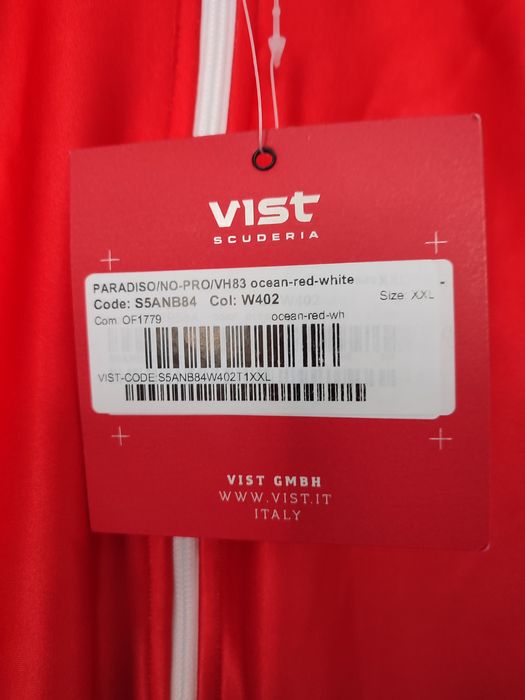 VIST
SCUDERIA
PARADISO/NO-PRO/VH83 ocean-red-white
Code: S5ANB84 Col: W402 Size: XXL
Com. OF1779 ocean-red-wh
VIST-CODE:S5ANB84W402T1XXL
VIST GMBH
WWW.VIST.IT
ITALY